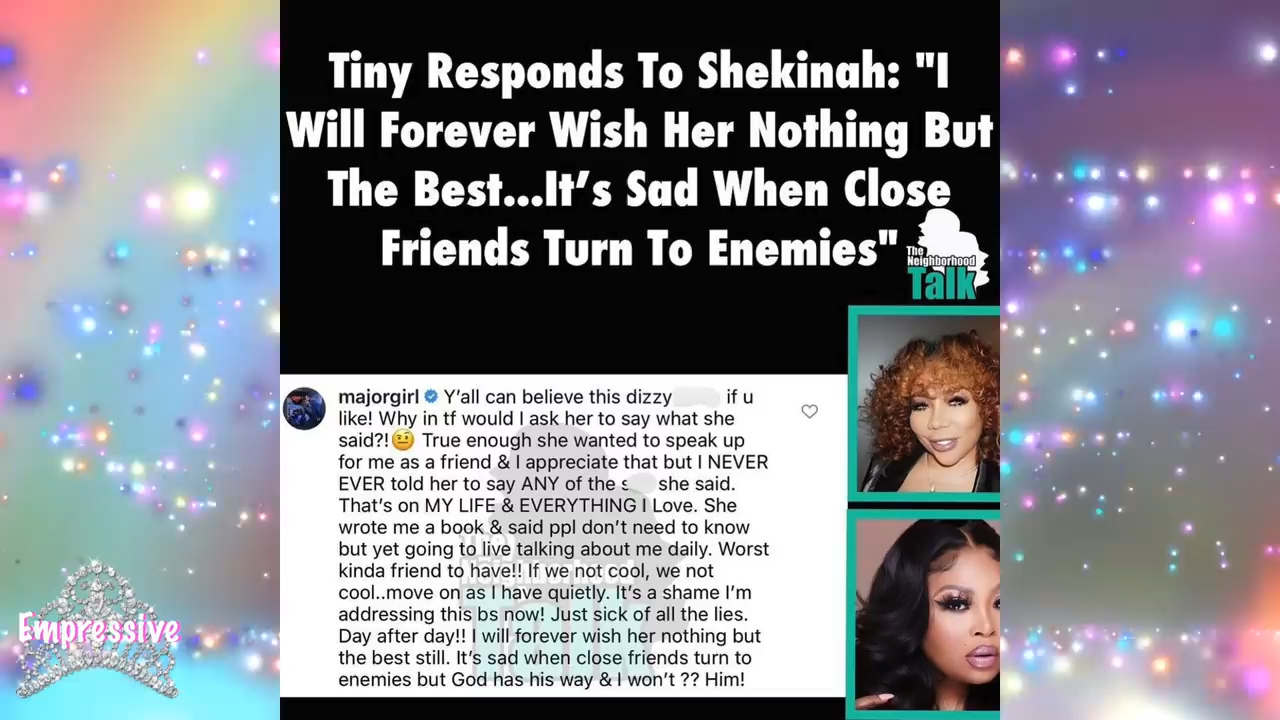 Tiny Responds To Shekinah: "I
Will Forever Wish Her Nothing But
The Best...It’s Sad When Close
Friends Turn To Enemies"
The
Neighborhood
Talk
majorgirl Y’all can believe this dizzy if u
like! Why in tf would I ask her to say what she
said?!🤨 True enough she wanted to speak up
for me as a friend & I appreciate that but I NEVER
EVER told her to say ANY of the s she said.
That’s on MY LIFE & EVERYTHING I Love. She
wrote me a book & said ppl don’t need to know
but yet going to live talking about me daily. Worst
kinda friend to have!! If we not cool, we not
cool..move on as I have quietly. It’s a shame I’m
addressing this bs now! Just sick of all the lies.
Day after day!! I will forever wish her nothing but
the best still. It’s sad when close friends turn to
enemies but God has his way & I won’t ?? Him!
The
Neighborhood
Talk
Empressive